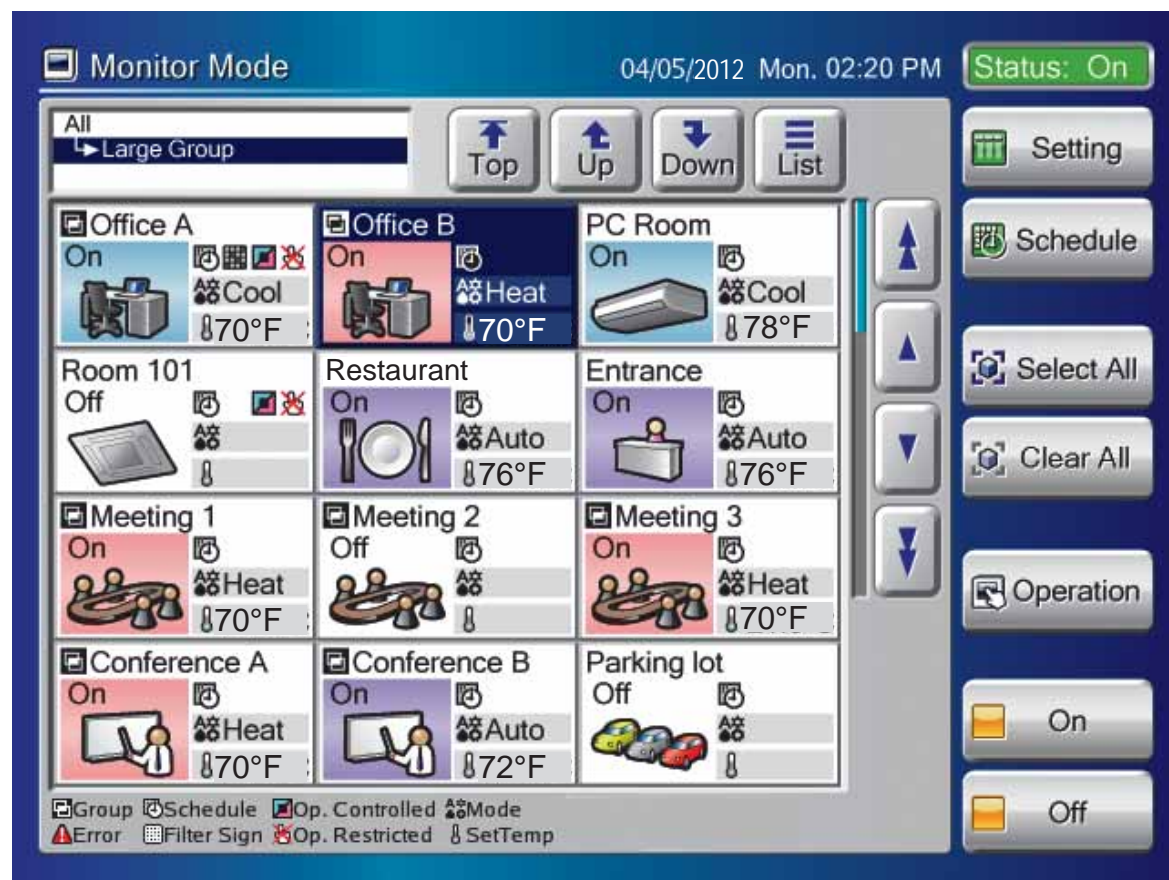 Monitor Mode 04/05/2012 Mon. 02:20 PM Status: On
All
Large Group
Top Up Down List
Setting
Schedule
Select All
Clear All
Operation
On
Off
Office A
On
Cool
70°F
Office B
On
Heat
70°F
PC Room
On
Cool
78°F
Room 101
Off
Restaurant
On
Auto
76°F
Entrance
On
Auto
76°F
Meeting 1
On
Heat
70°F
Meeting 2
Off
Meeting 3
On
Heat
70°F
Conference A
On
Heat
70°F
Conference B
On
Auto
72°F
Parking lot
Off
Group Schedule Op. Controlled Mode
Error Filter Sign Op. Restricted SetTemp